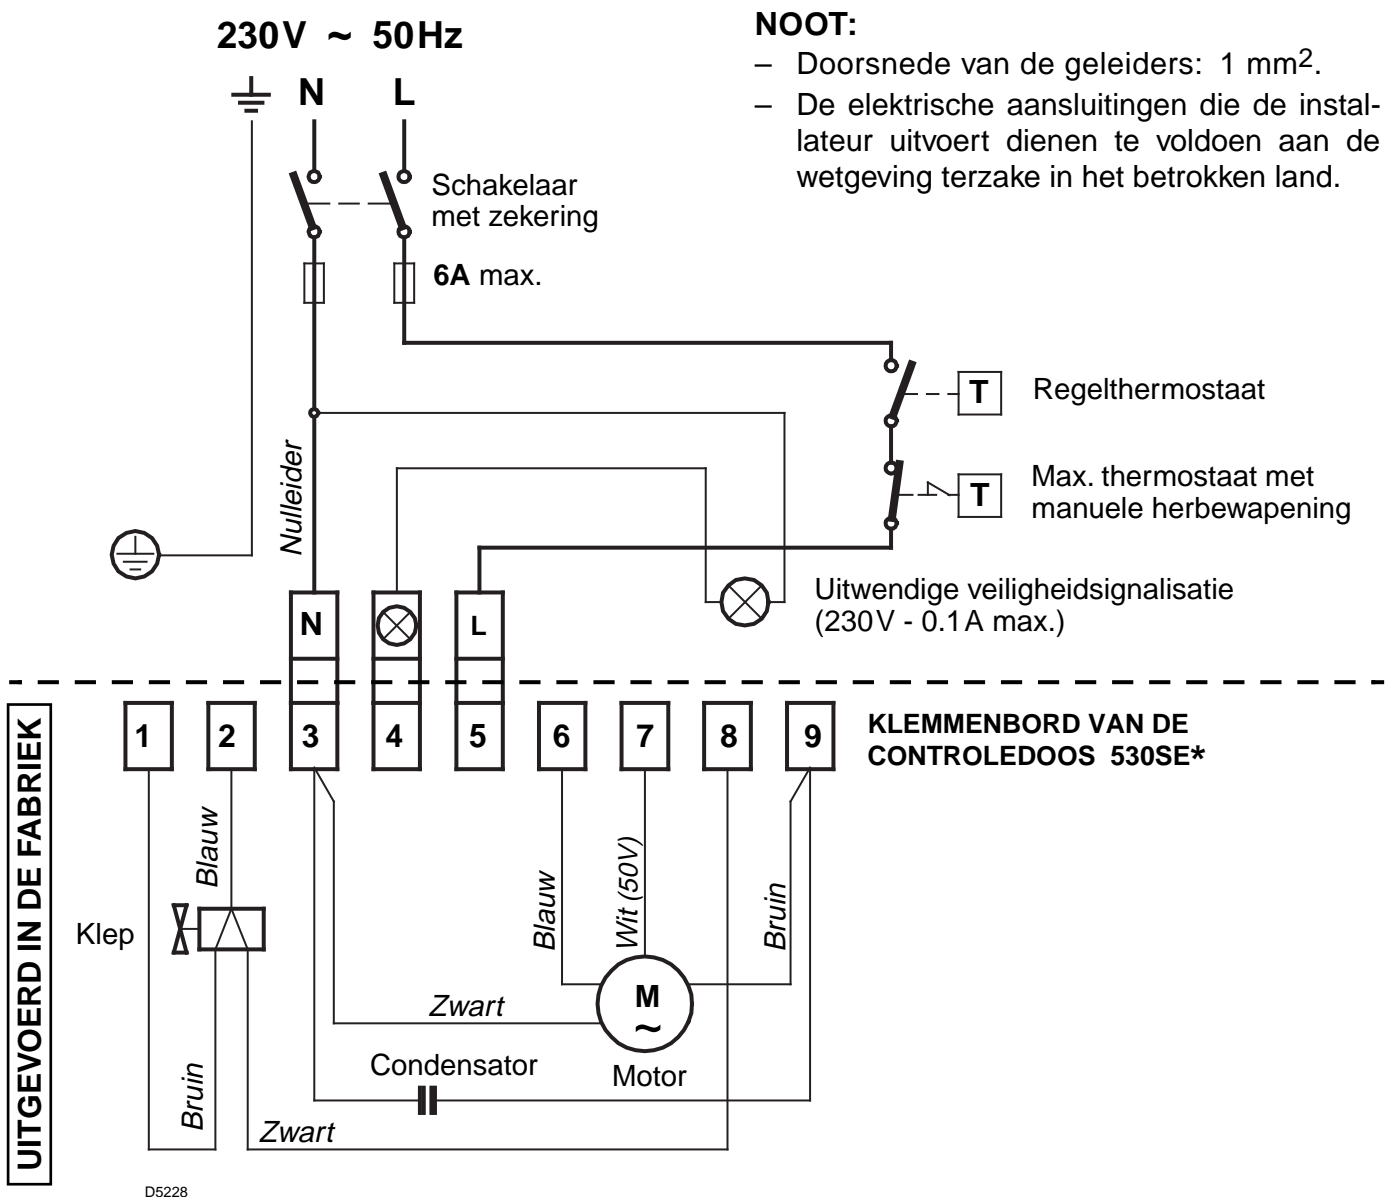 230V ~ 50Hz
N L
NOOT:
– Doorsnede van de geleiders: 1 mm².
– De elektrische aansluitingen die de instal-
lateur uitvoert dienen te voldoen aan de
wetgeving terzake in het betrokken land.
Schakelaar
met zekering
6A max.
T Regelthermostaat
Nulleider
T Max. thermostaat met
manuele herbewapening
Uitwendige veiligheidsignalisatie
(230V - 0.1A max.)
N L
1 2 3 4 5 6 7 8 9
KLEMMENBORD VAN DE
CONTROLEDOOS 530SE*
UITGEVOERD IN DE FABRIEK
Blauw
Blauw
Wit (50V)
Bruin
Klep
M
~
Zwart
Condensator
Motor
Bruin
Zwart
D5228